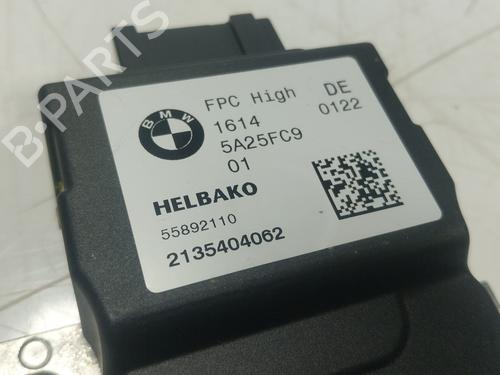 B-PARTS
BMW
FPC High DE
1614 0122
5A25FC9
01
HELBAKO
55892110
2135404062